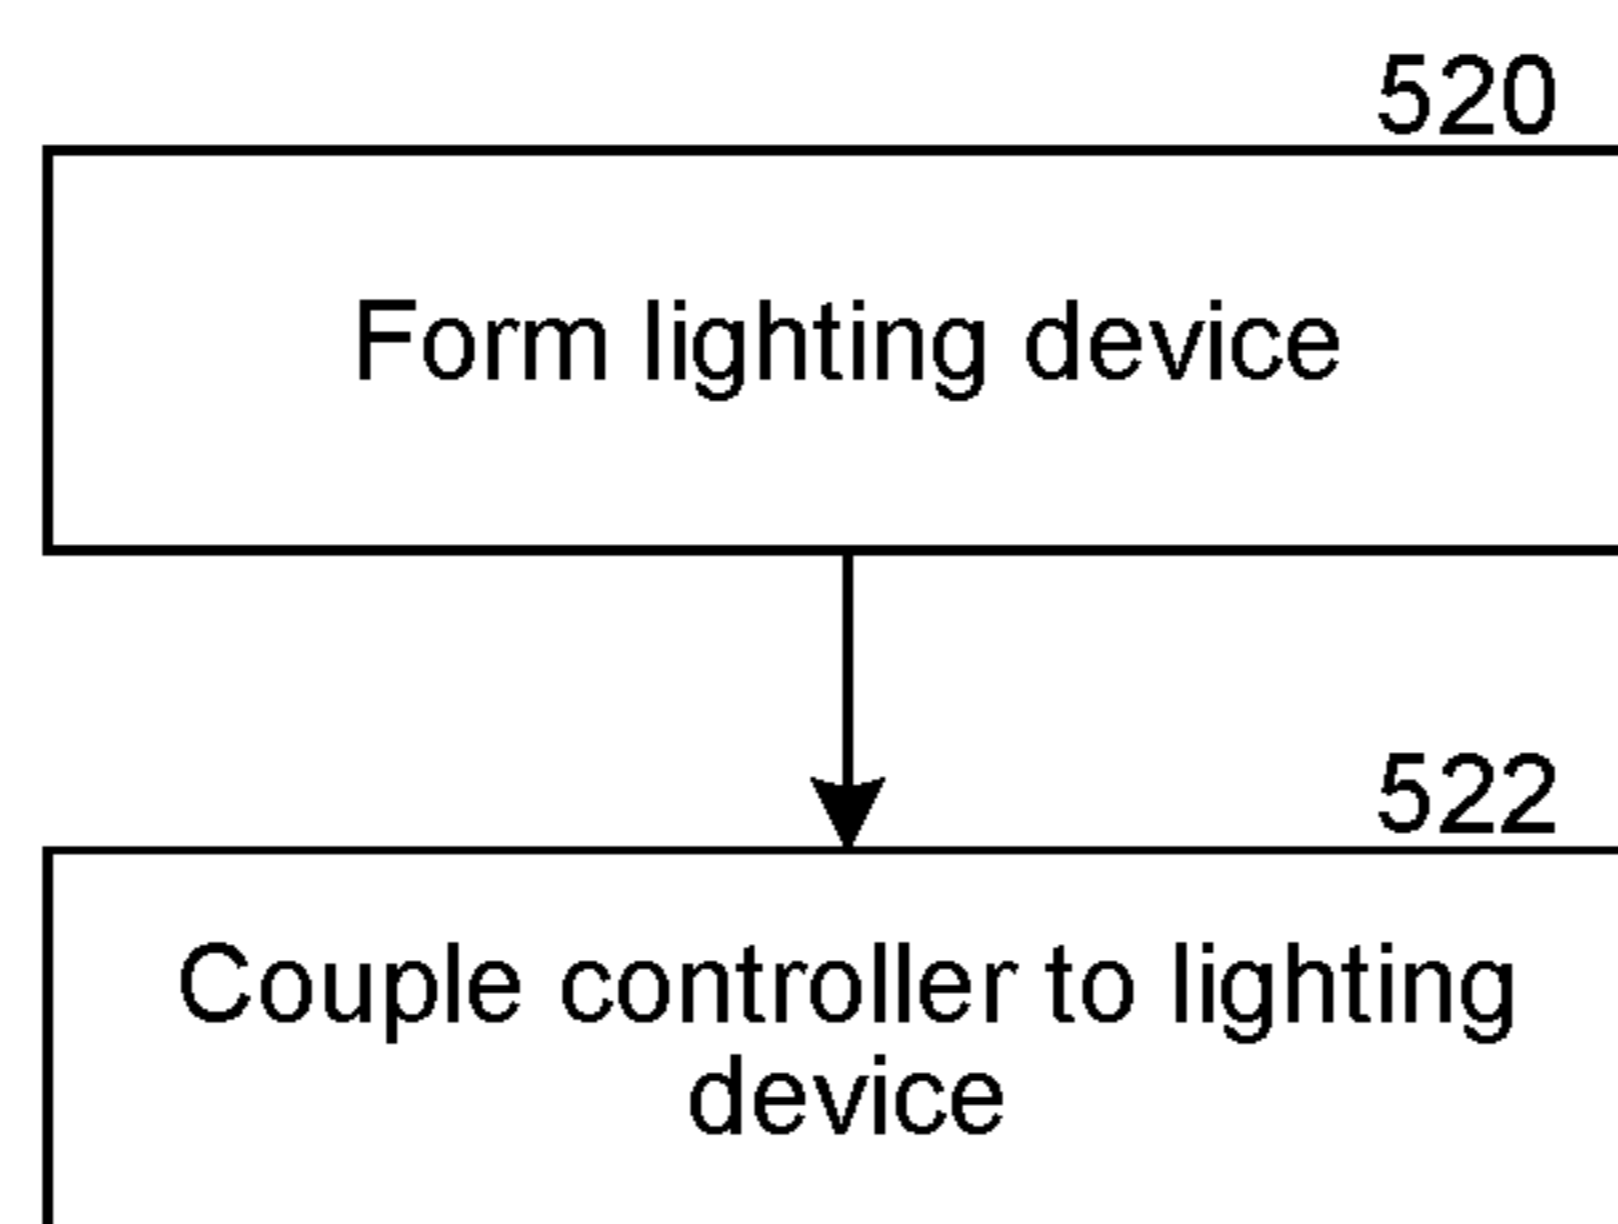 520
Form lighting device
522
Couple controller to lighting
device